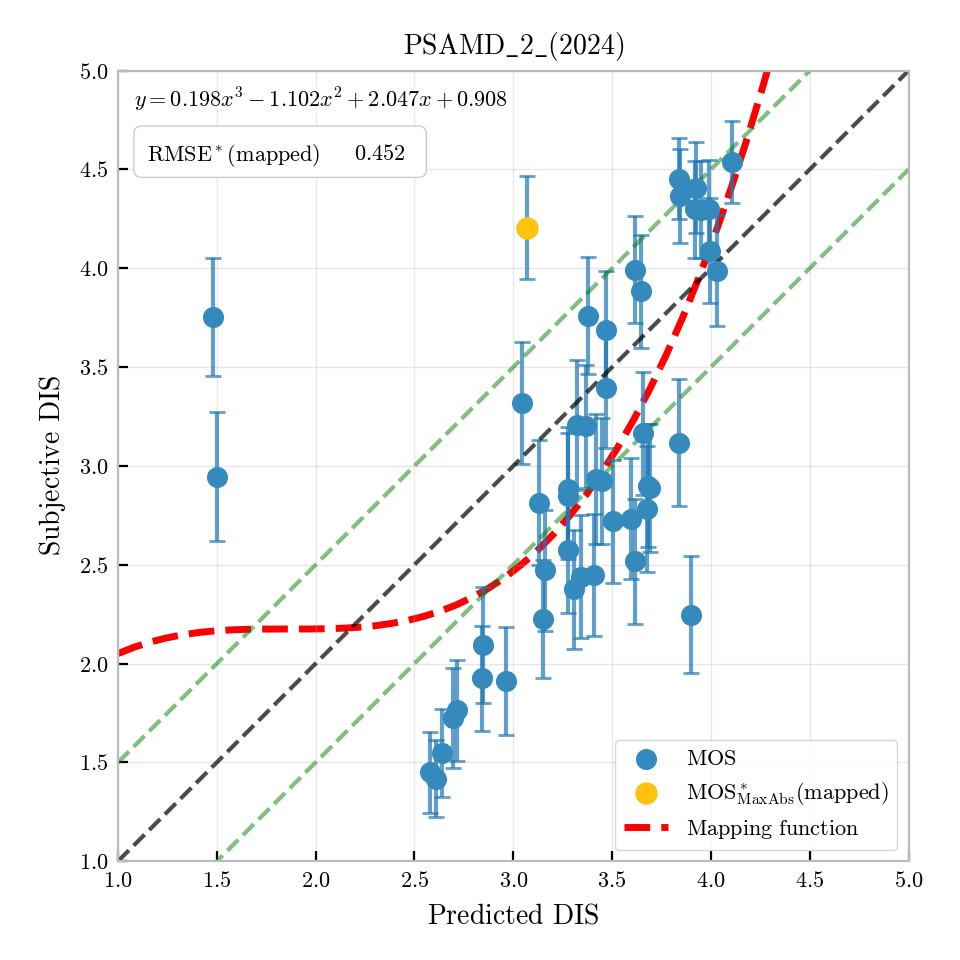 PSAMD_2_(2024)
y = 0.198x³ − 1.102x² + 2.047x + 0.908
RMSE*(mapped) 0.452
5.0
4.5
4.0
3.5
3.0
2.5
2.0
1.5
1.0
Subjective DIS
MOS
MOS*MaxAbs(mapped)
Mapping function
1.0 1.5 2.0 2.5 3.0 3.5 4.0 4.5 5.0
Predicted DIS